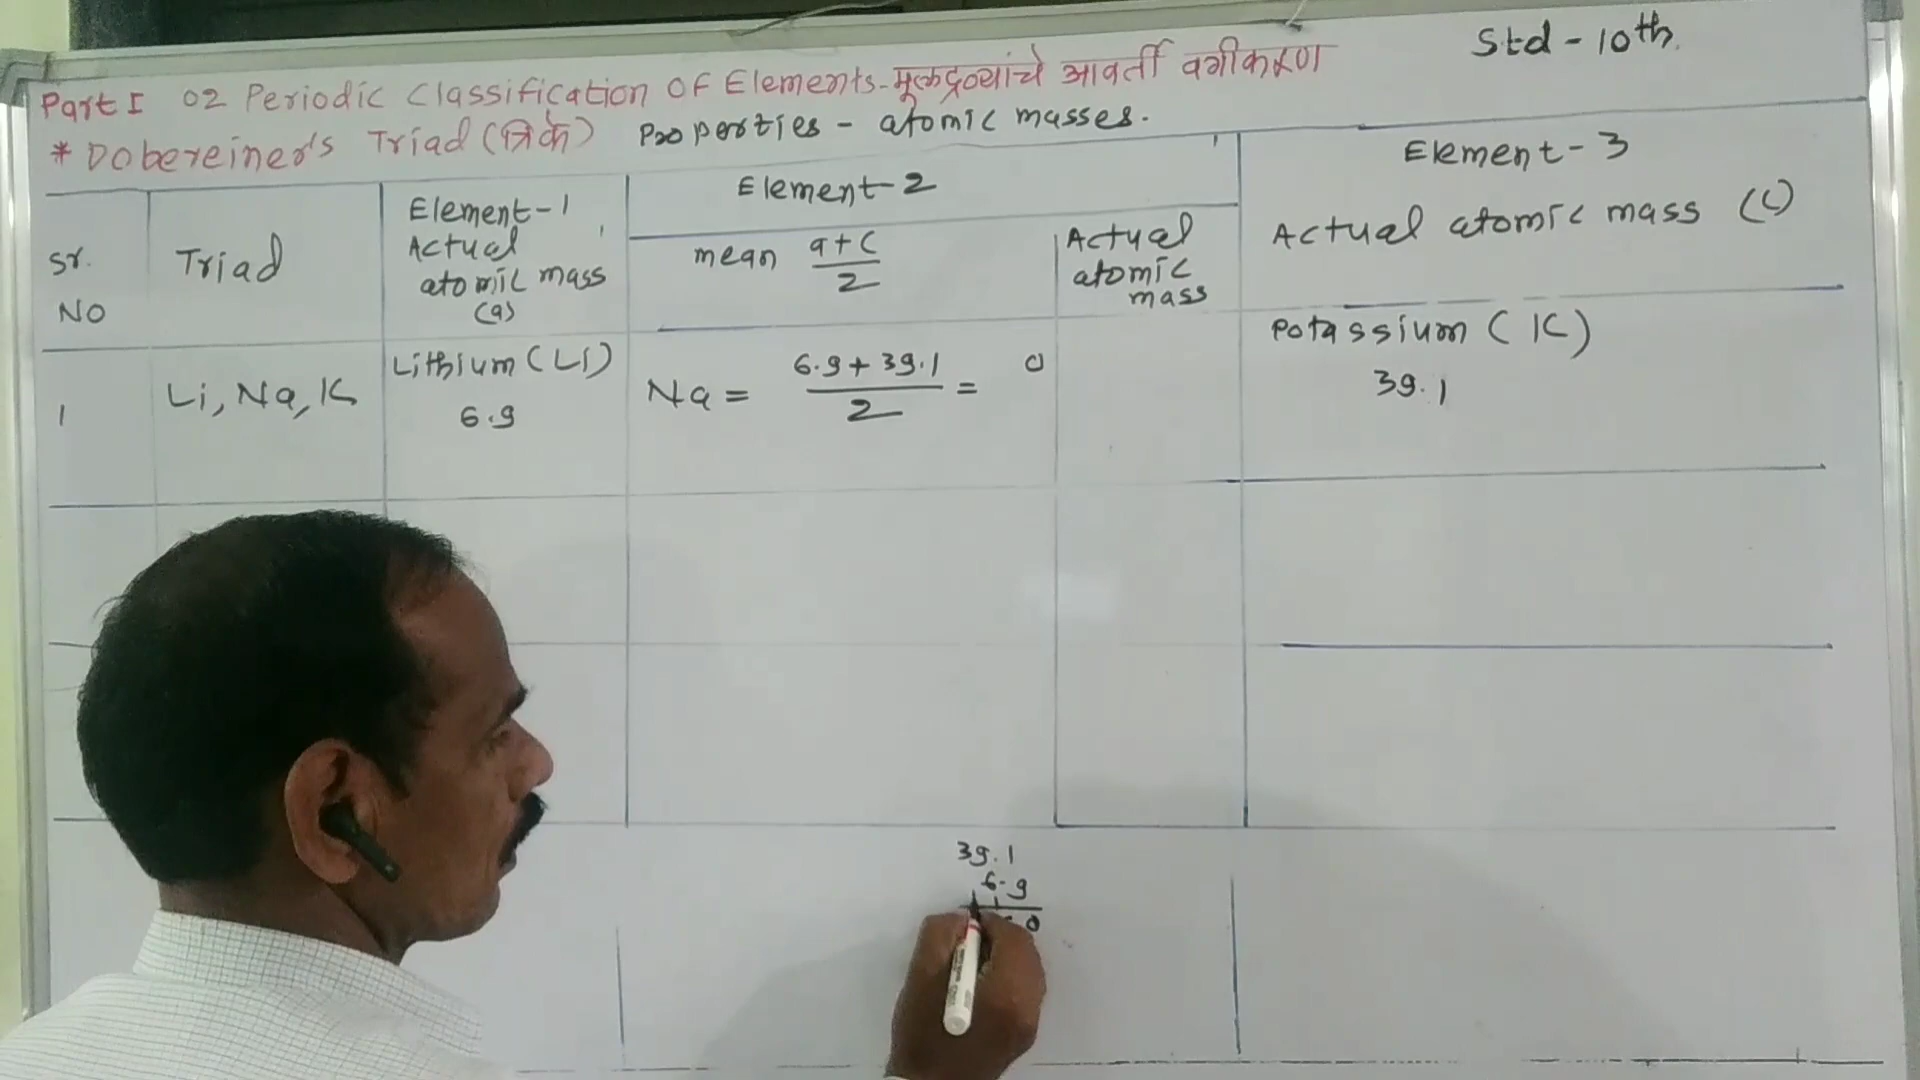 Std - 10th.
Part I 02 Periodic Classification OF Elements - मूलद्रव्यांचे आवर्ती वर्गीकरण
* Dobereiner's Triad (त्रिके) Properties - atomic masses.
Sr. NO
Triad
Element-1
Actual
atomic mass
(a)
Element-2
mean a+c
2
Actual
atomic
mass
Element-3
Actual atomic mass (c)
1
Li, Na, K
Lithium (Li)
6.9
Na = 6.9 + 39.1 = 0
2
Potassium (K)
39.1
39.1
6.9
0